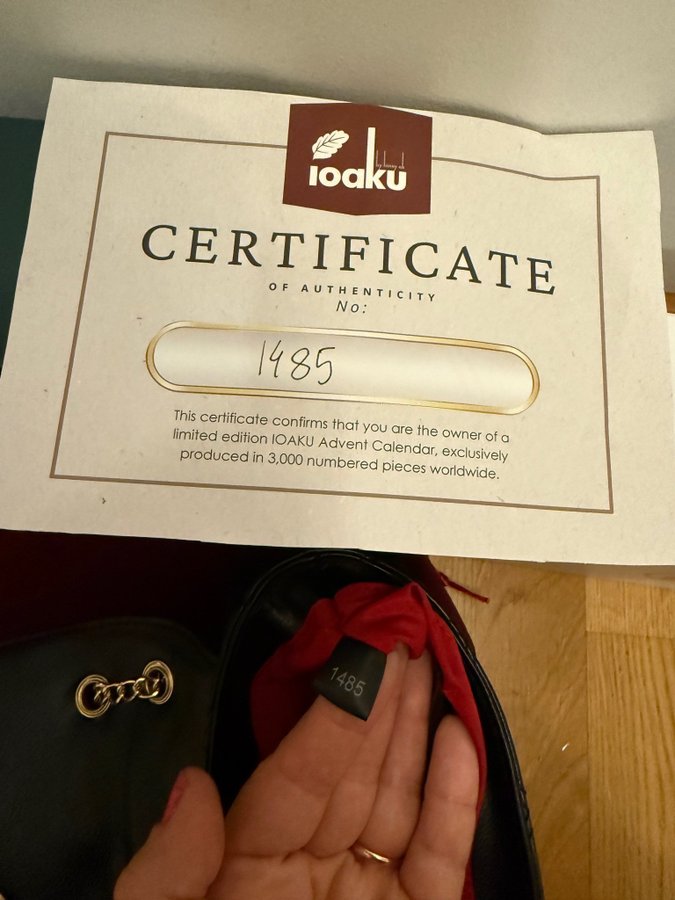 ioaku
CERTIFICATE
OF AUTHENTICITY
No:
1485
This certificate confirms that you are the owner of a
limited edition IOAKU Advent Calendar, exclusively
produced in 3,000 numbered pieces worldwide.
1485